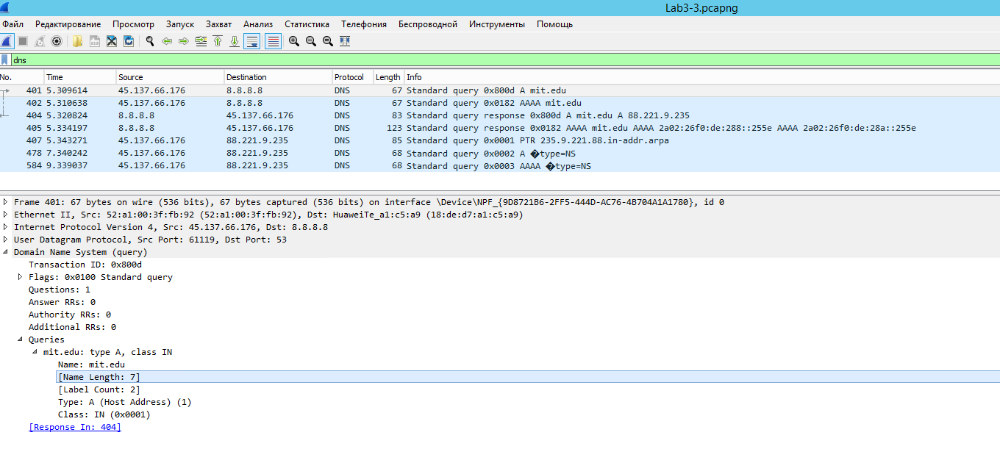 Lab3-3.pcapng
Файл Редактирование Просмотр Запуск Захват Анализ Статистика Телефония Беспроводной Инструменты Помощь
dns
No. Time Source Destination Protocol Length Info
401 5.309614 45.137.66.176 8.8.8.8 DNS 67 Standard query 0x800d A mit.edu
402 5.310638 45.137.66.176 8.8.8.8 DNS 67 Standard query 0x0182 AAAA mit.edu
404 5.320824 8.8.8.8 45.137.66.176 DNS 83 Standard query response 0x800d A mit.edu A 88.221.9.235
405 5.334197 8.8.8.8 45.137.66.176 DNS 123 Standard query response 0x0182 AAAA mit.edu AAAA 2a02:26f0:de:288::255e AAAA 2a02:26f0:de:28a::255e
407 5.343271 45.137.66.176 88.221.9.235 DNS 85 Standard query 0x0001 PTR 235.9.221.88.in-addr.arpa
478 7.340242 45.137.66.176 88.221.9.235 DNS 68 Standard query 0x0002 A �type=NS
584 9.339037 45.137.66.176 88.221.9.235 DNS 68 Standard query 0x0003 AAAA �type=NS
Frame 401: 67 bytes on wire (536 bits), 67 bytes captured (536 bits) on interface \Device\NPF_{9D8721B6-2FF5-444D-AC76-4B704A1A1780}, id 0
Ethernet II, Src: 52:a1:00:3f:fb:92 (52:a1:00:3f:fb:92), Dst: HuaweiTe_a1:c5:a9 (18:de:d7:a1:c5:a9)
Internet Protocol Version 4, Src: 45.137.66.176, Dst: 8.8.8.8
User Datagram Protocol, Src Port: 61119, Dst Port: 53
Domain Name System (query)
Transaction ID: 0x800d
Flags: 0x0100 Standard query
Questions: 1
Answer RRs: 0
Authority RRs: 0
Additional RRs: 0
Queries
mit.edu: type A, class IN
Name: mit.edu
[Name Length: 7]
[Label Count: 2]
Type: A (Host Address) (1)
Class: IN (0x0001)
[Response In: 404]